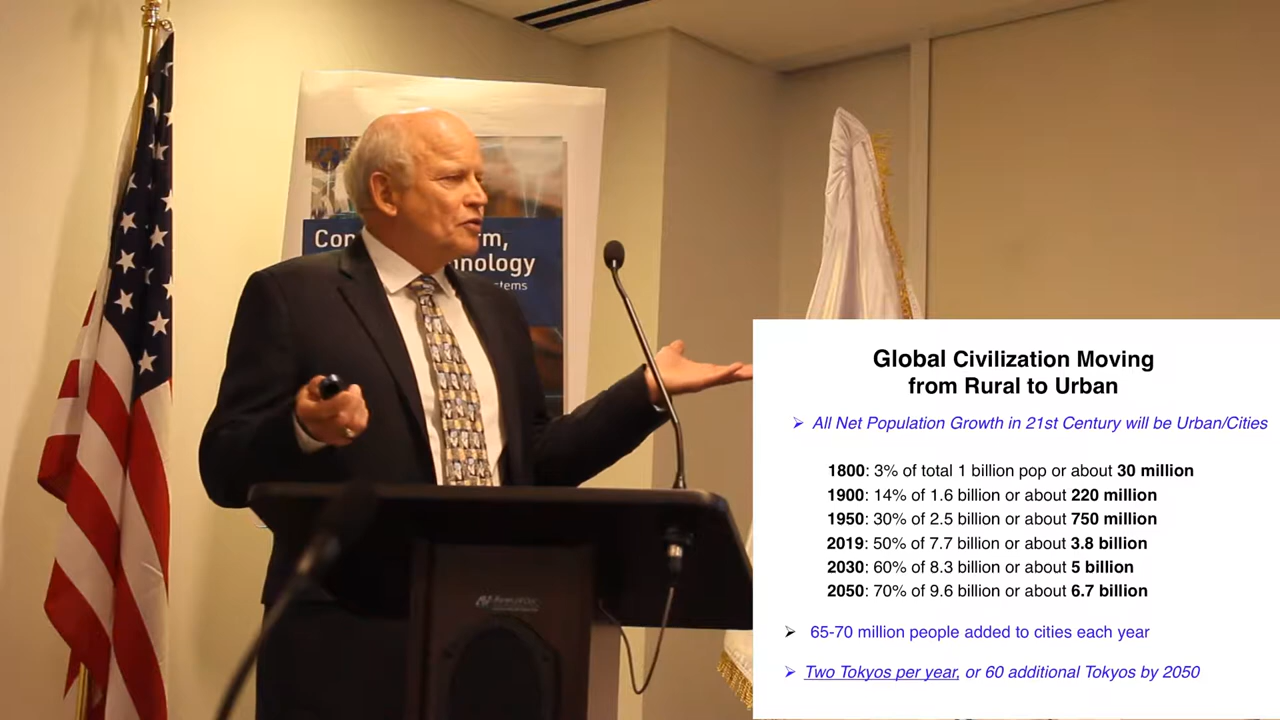 Con rm,
nology
stems
Global Civilization Moving
from Rural to Urban
➢ All Net Population Growth in 21st Century will be Urban/Cities
1800: 3% of total 1 billion pop or about 30 million
1900: 14% of 1.6 billion or about 220 million
1950: 30% of 2.5 billion or about 750 million
2019: 50% of 7.7 billion or about 3.8 billion
2030: 60% of 8.3 billion or about 5 billion
2050: 70% of 9.6 billion or about 6.7 billion
➢ 65-70 million people added to cities each year
➢ Two Tokyos per year, or 60 additional Tokyos by 2050